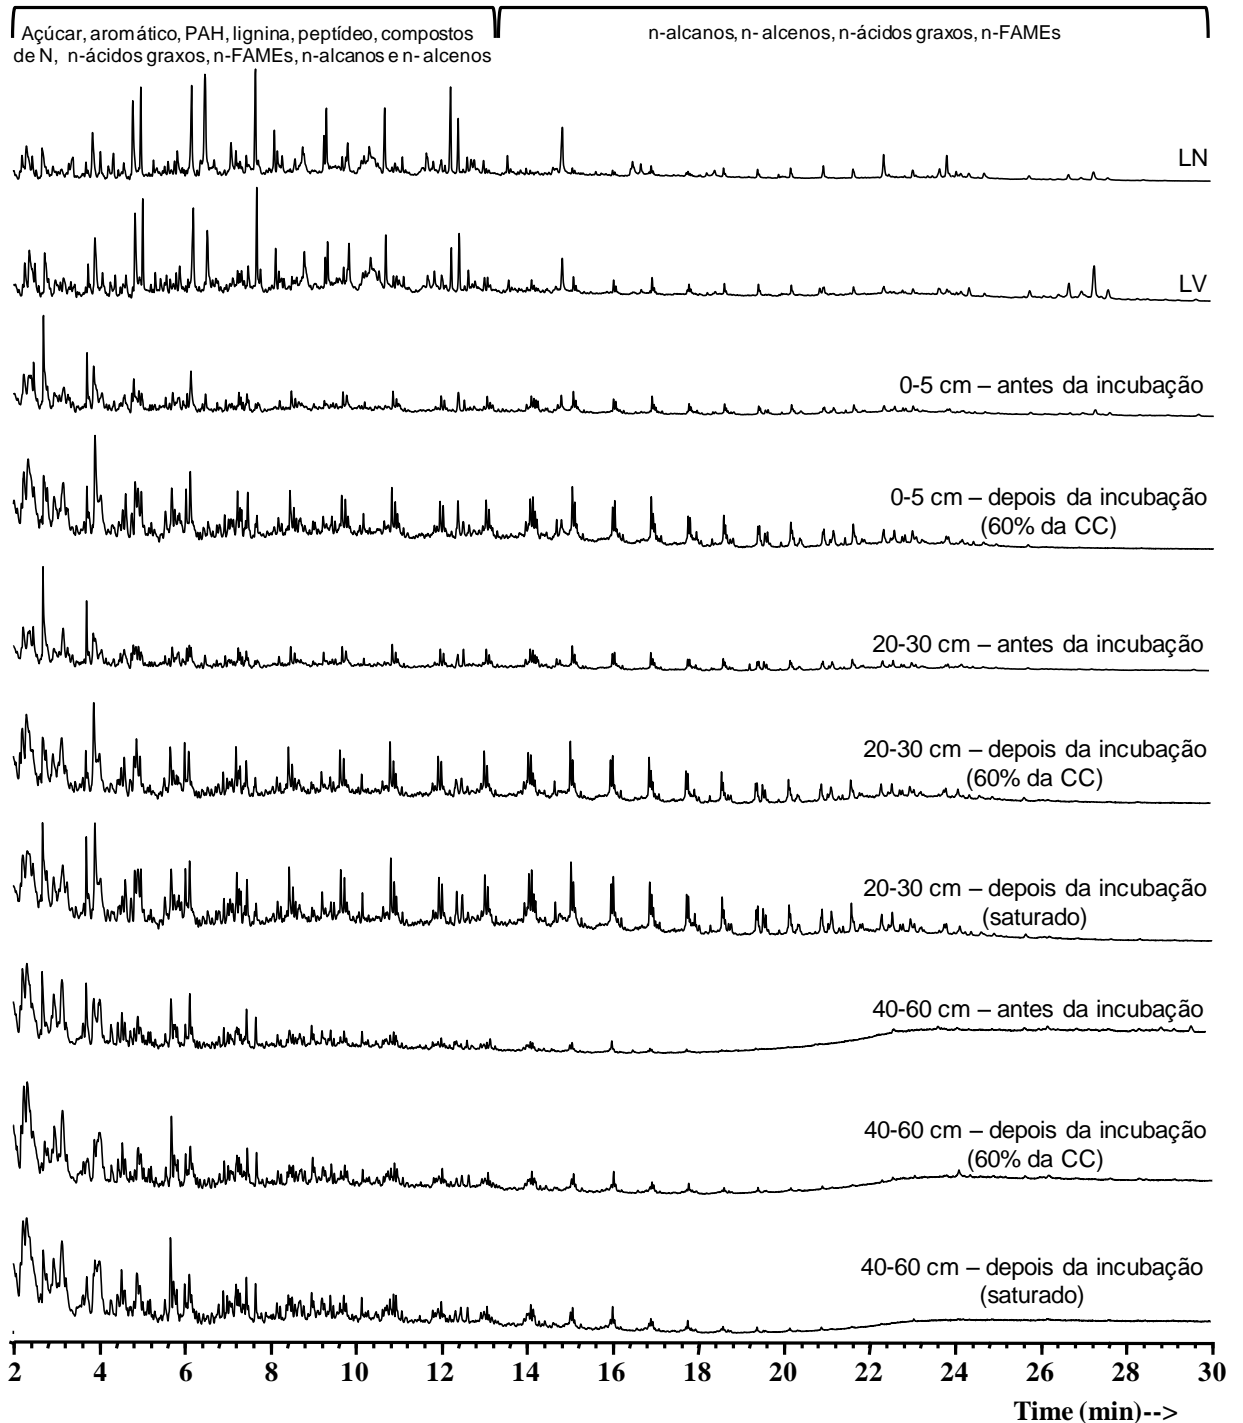 Açúcar, aromático, PAH, lignina, peptídeo, compostos
de N, n-ácidos graxos, n-FAMEs, n-alcanos e n- alcenos
n-alcanos, n- alcenos, n-ácidos graxos, n-FAMEs
LN
LV
0-5 cm – antes da incubação
0-5 cm – depois da incubação
(60% da CC)
20-30 cm – antes da incubação
20-30 cm – depois da incubação
(60% da CC)
20-30 cm – depois da incubação
(saturado)
40-60 cm – antes da incubação
40-60 cm – depois da incubação
(60% da CC)
40-60 cm – depois da incubação
(saturado)
2 4 6 8 10 12 14 16 18 20 22 24 26 28 30
Time (min)-->